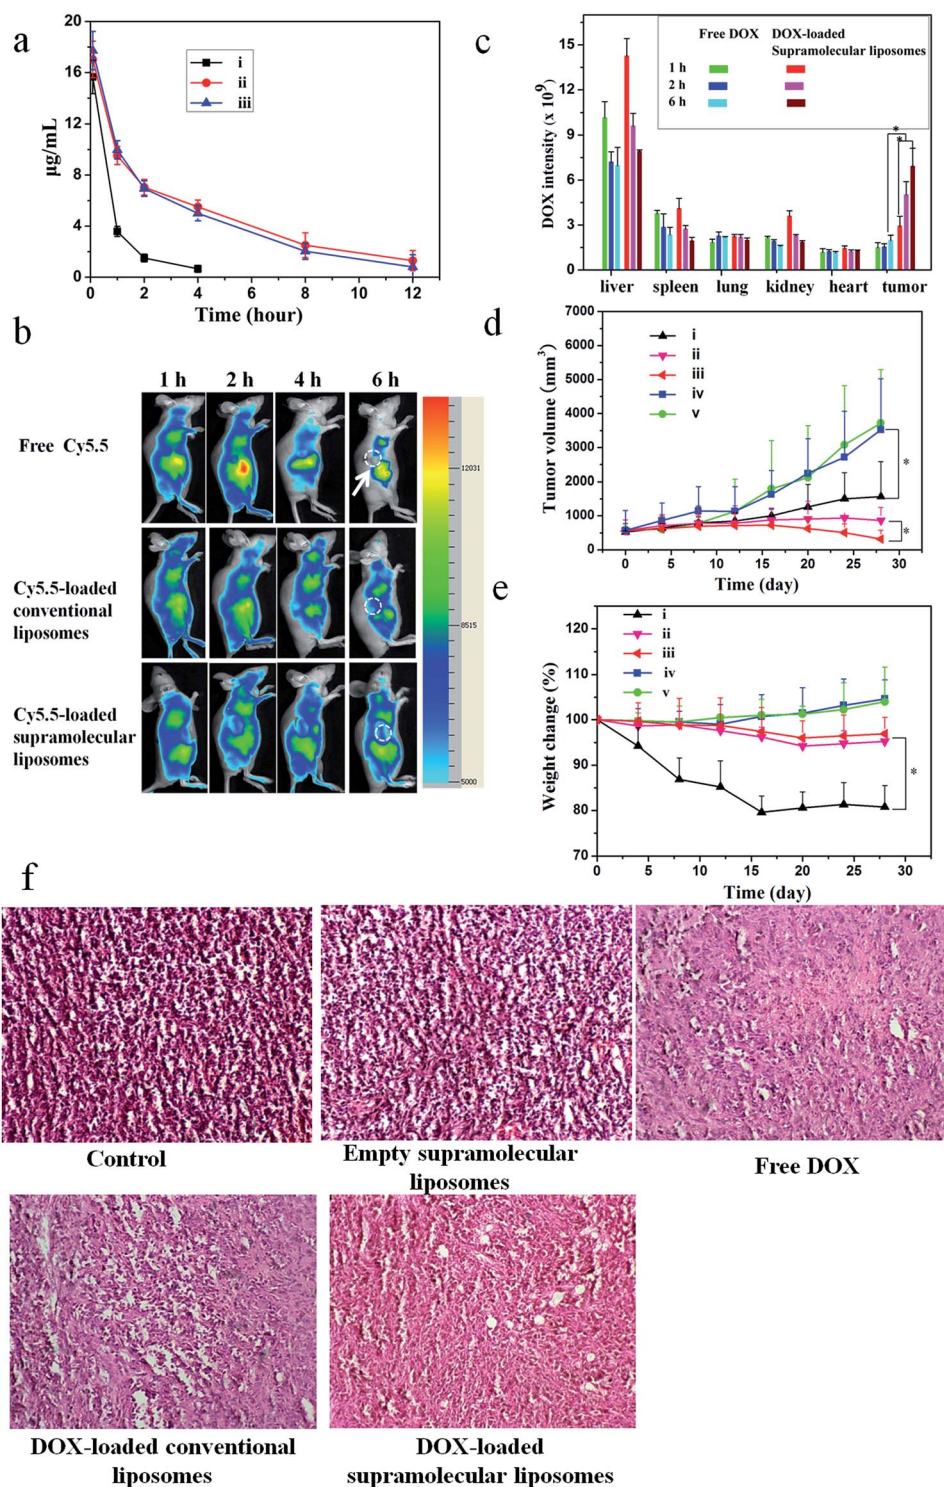 a
20
16
12
8
4
0
µg/mL
i
ii
iii
0 2 4 6 8 10 12
Time (hour)
c
15
12
9
6
3
0
DOX intensity (x 10⁹)
Free DOX
DOX-loaded
Supramolecular liposomes
1 h
2 h
6 h
*
*
liver spleen lung kidney heart tumor
b
1 h 2 h 4 h 6 h
Free Cy5.5
Cy5.5-loaded
conventional
liposomes
Cy5.5-loaded
supramolecular
liposomes
12031
8515
5000
d
7000
6000
5000
4000
3000
2000
1000
0
Tumor volume (mm³)
i
ii
iii
iv
v
*
*
0 5 10 15 20 25 30
Time (day)
e
120
110
100
90
80
70
Weight change (%)
i
ii
iii
iv
v
*
0 5 10 15 20 25 30
Time (day)
f
Control
Empty supramolecular
liposomes
Free DOX
DOX-loaded conventional
liposomes
DOX-loaded
supramolecular liposomes